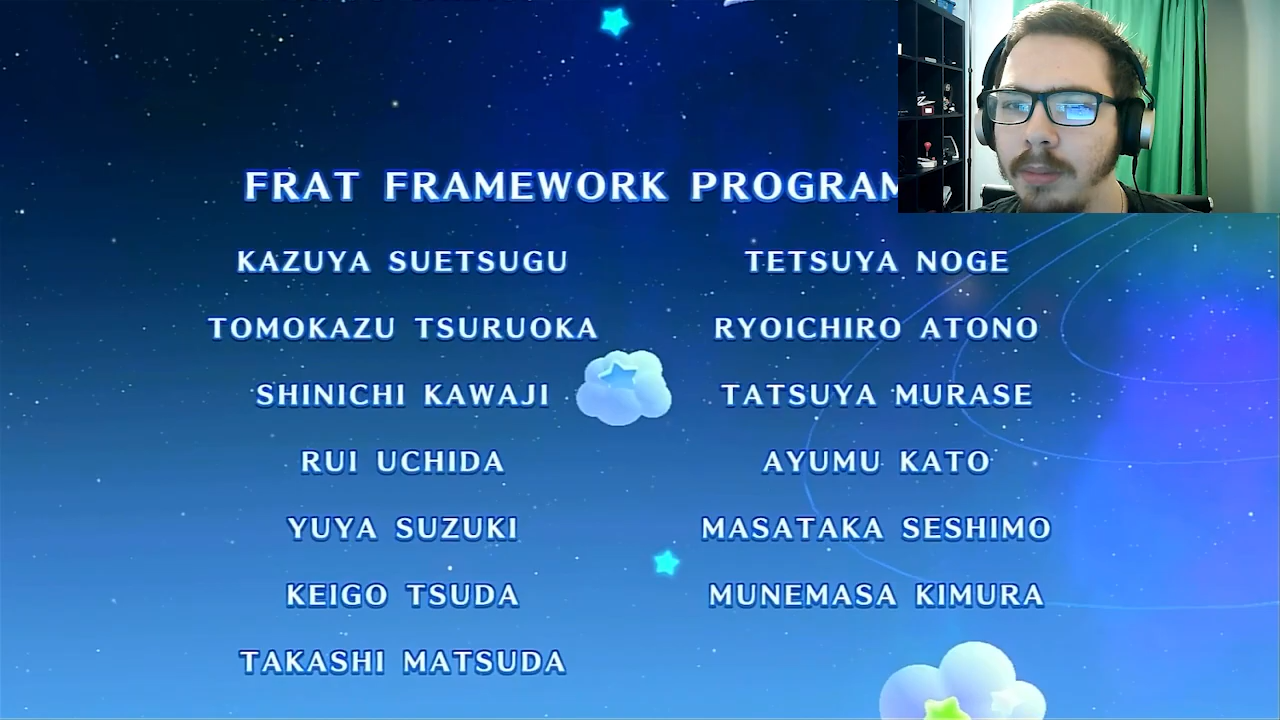 FRAT FRAMEWORK PROGRAM
KAZUYA SUETSUGU TETSUYA NOGE
TOMOKAZU TSURUOKA RYOICHIRO ATONO
SHINICHI KAWAJI TATSUYA MURASE
RUI UCHIDA AYUMU KATO
YUYA SUZUKI MASATAKA SESHIMO
KEIGO TSUDA MUNEMASA KIMURA
TAKASHI MATSUDA